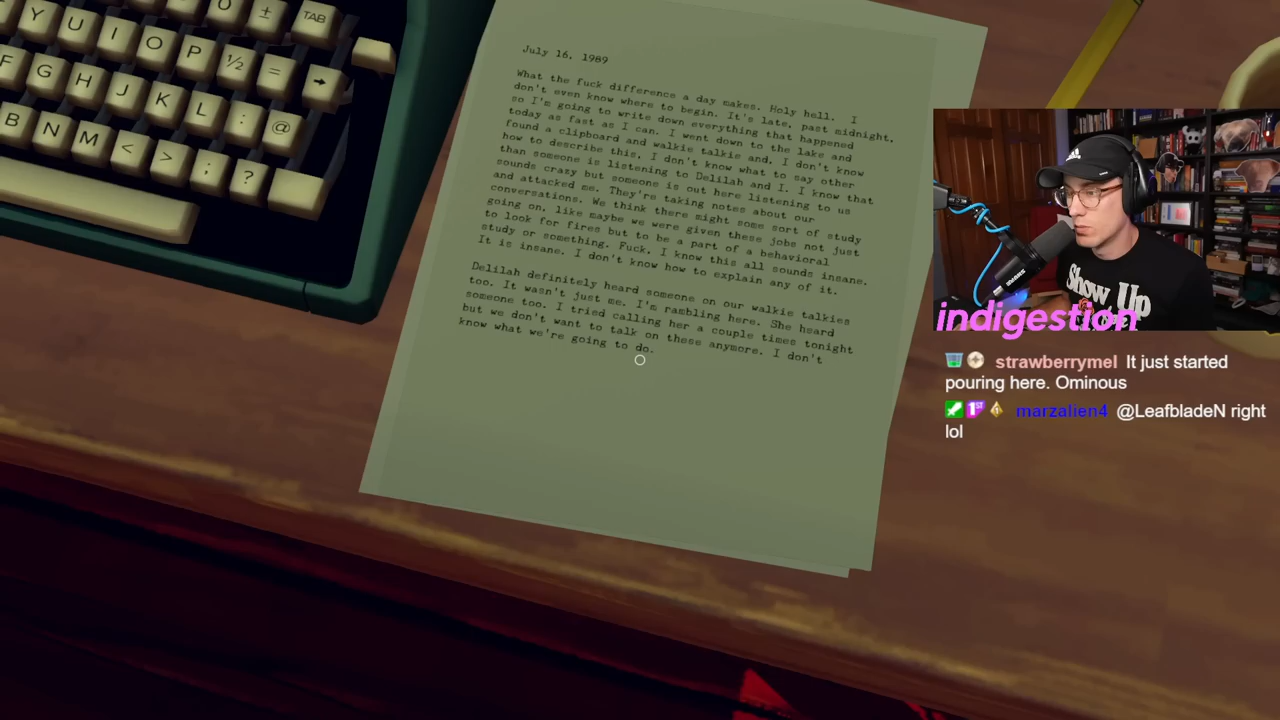 0 ± TAB
Y U I O P ½ = →
F G H J K L : @
B N M < > ; ?
July 16, 1989
What the fuck difference a day makes. Holy hell. I
don't even know where to begin. It's late, past midnight,
so I'm going to write down everything that happened
today as fast as I can. I went down to the lake and
found a clipboard and walkie talkie and, I don't know
how to describe this, I don't know what to say other
than someone is listening to Delilah and I. I know that
sounds crazy but someone is out here listening to us
and attacked me. They're taking notes about our
conversations. We think there might some sort of study
going on, like maybe we were given these jobs not just
to look for fires but to be a part of a behavioral
study or something. Fuck, I know this all sounds insane.
It is insane. I don't know how to explain any of it.
Delilah definitely heard someone on our walkie talkies
too. It wasn't just me. I'm rambling here. She heard
someone too. I tried calling her a couple times tonight
but we don't want to talk on these anymore. I don't
know what we're going to do.
Show Up
indigestion
strawberrymel It just started
pouring here. Ominous
marzalien4 @LeafbladeN right
lol